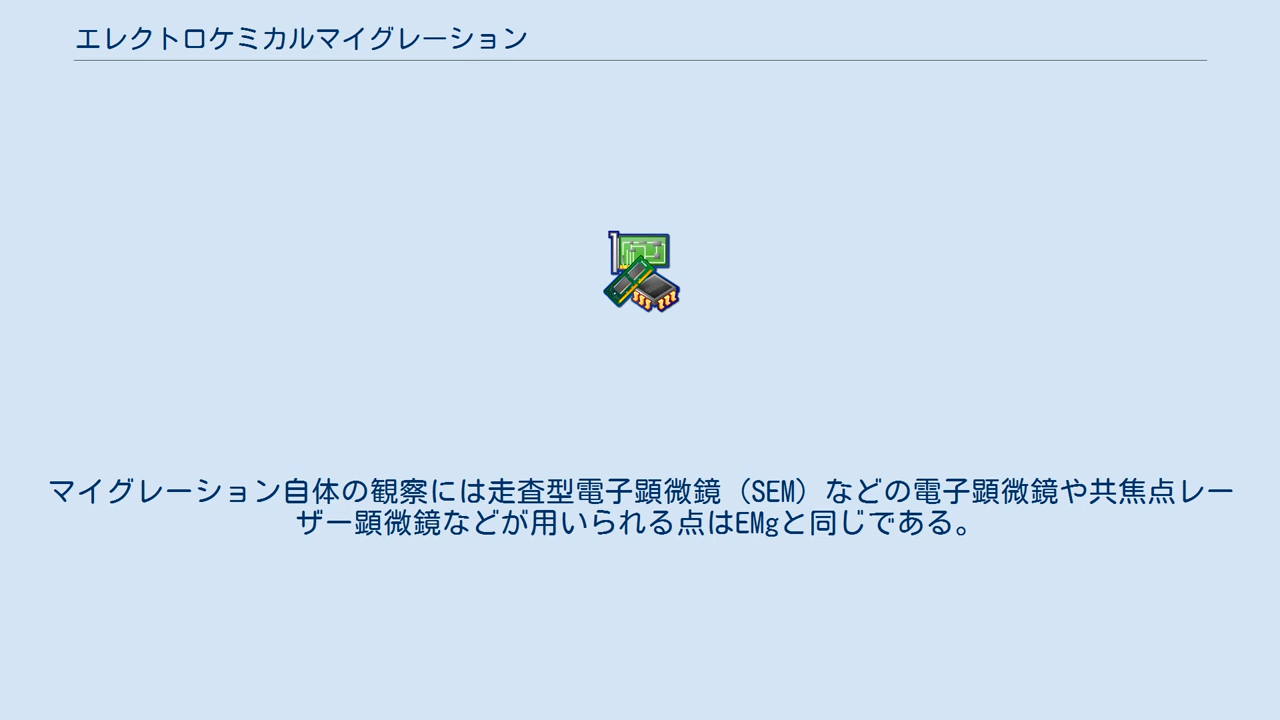 エレクトロケミカルマイグレーション
マイグレーション自体の観察には走査型電子顕微鏡（SEM）などの電子顕微鏡や共焦点レー
ザー顕微鏡などが用いられる点はEMgと同じである。